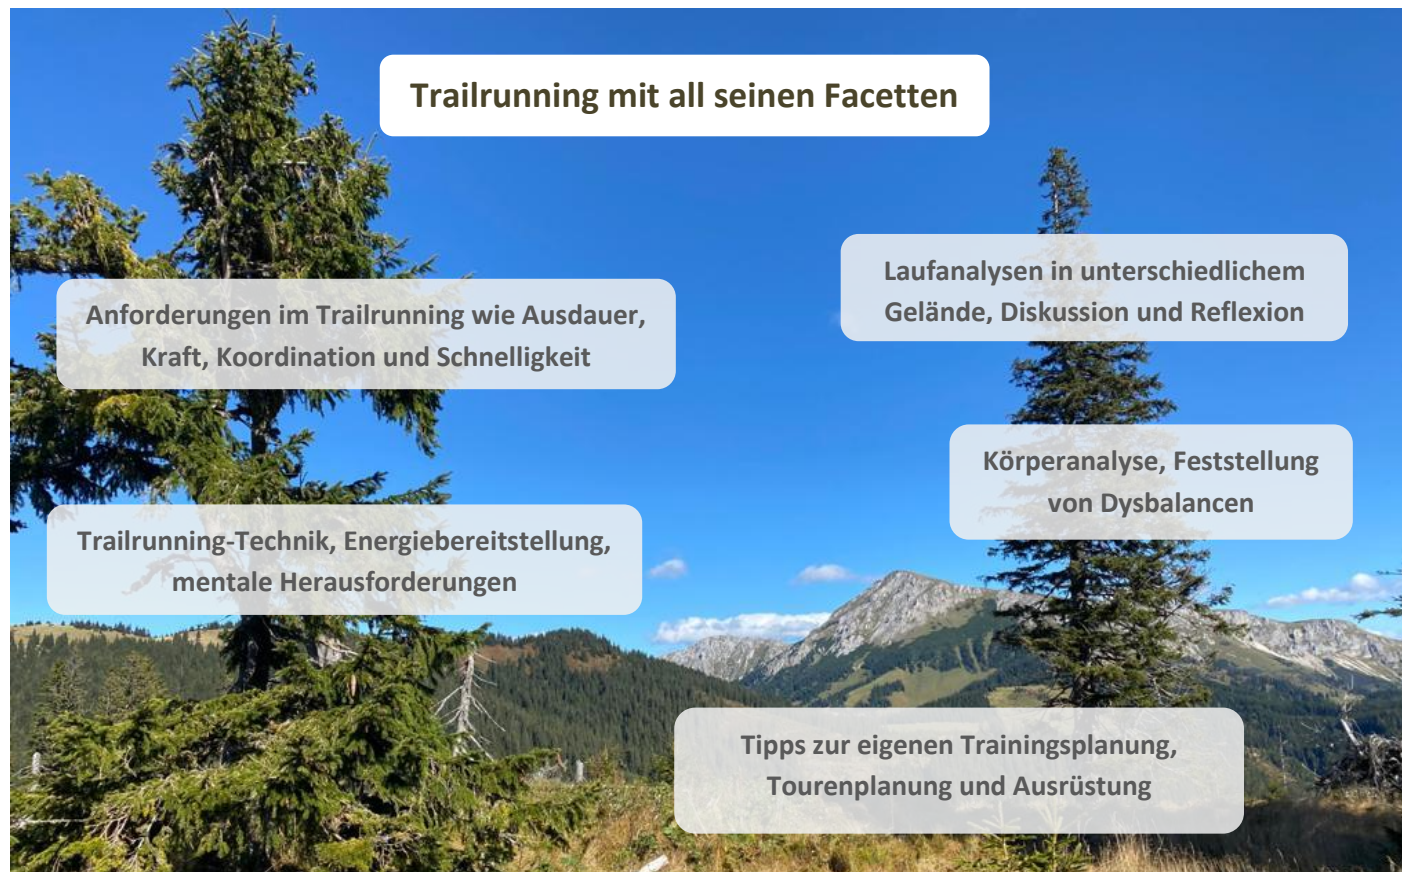 Trailrunning mit all seinen Facetten
Anforderungen im Trailrunning wie Ausdauer,
Kraft, Koordination und Schnelligkeit
Laufanalysen in unterschiedlichem
Gelände, Diskussion und Reflexion
Körperanalyse, Feststellung
von Dysbalancen
Trailrunning-Technik, Energiebereitstellung,
mentale Herausforderungen
Tipps zur eigenen Trainingsplanung,
Tourenplanung und Ausrüstung